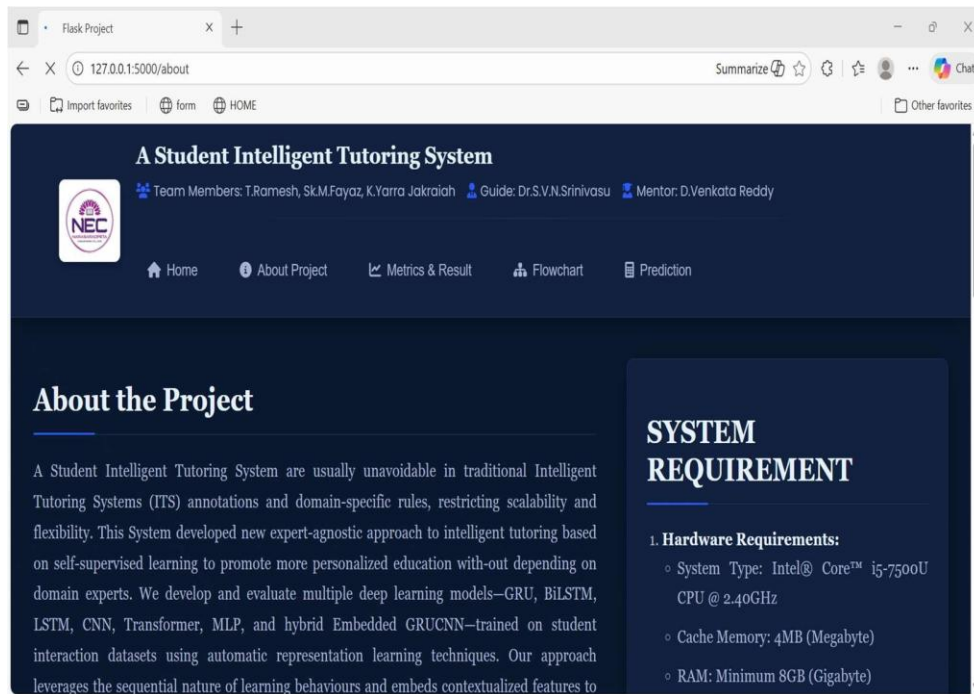 Flask Project
127.0.0.1:5000/about
Summarize
Chat
Import favorites
form
HOME
Other favorites
A Student Intelligent Tutoring System
Team Members: T.Ramesh, Sk.M.Fayaz, K.Yarra Jakraiah
Guide: Dr.S.V.N.Srinivasu
Mentor: D.Venkata Reddy
NEC
Home
About Project
Metrics & Result
Flowchart
Prediction
About the Project
A Student Intelligent Tutoring System are usually unavoidable in traditional Intelligent
Tutoring Systems (ITS) annotations and domain-specific rules, restricting scalability and
flexibility. This System developed new expert-agnostic approach to intelligent tutoring based
on self-supervised learning to promote more personalized education with-out depending on
domain experts. We develop and evaluate multiple deep learning models—GRU, BiLSTM,
LSTM, CNN, Transformer, MLP, and hybrid Embedded GRUCNN—trained on student
interaction datasets using automatic representation learning techniques. Our approach
leverages the sequential nature of learning behaviours and embeds contextualized features to
SYSTEM
REQUIREMENT
1. Hardware Requirements:
System Type: Intel® Core™ i5-7500U
CPU @ 2.40GHz
Cache Memory: 4MB (Megabyte)
RAM: Minimum 8GB (Gigabyte)